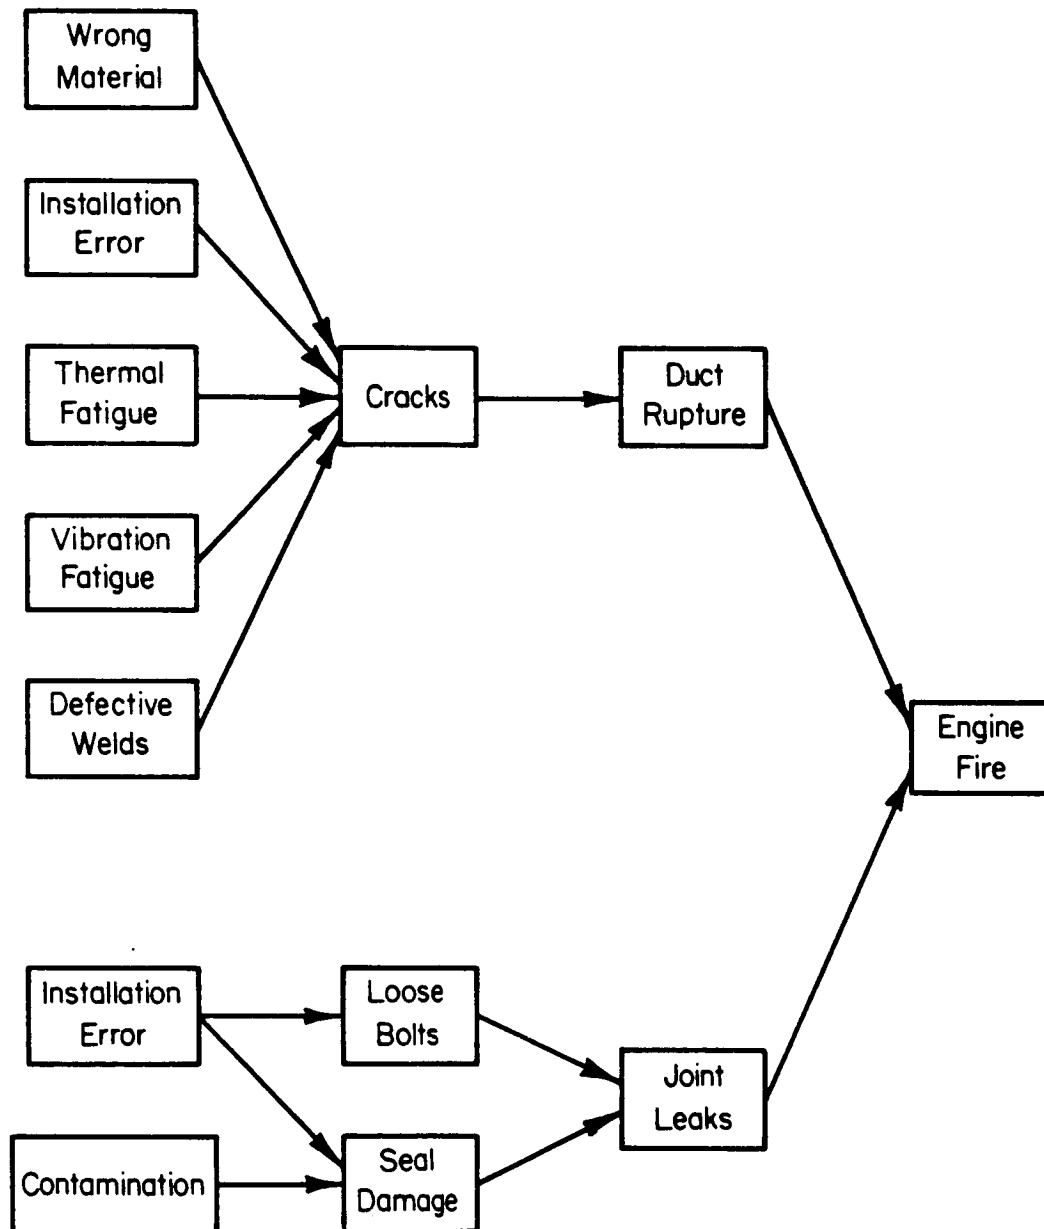 Wrong
Material
Installation
Error
Thermal
Fatigue
Cracks
Duct
Rupture
Vibration
Fatigue
Defective
Welds
Engine
Fire
Installation
Error
Loose
Bolts
Joint
Leaks
Contamination
Seal
Damage